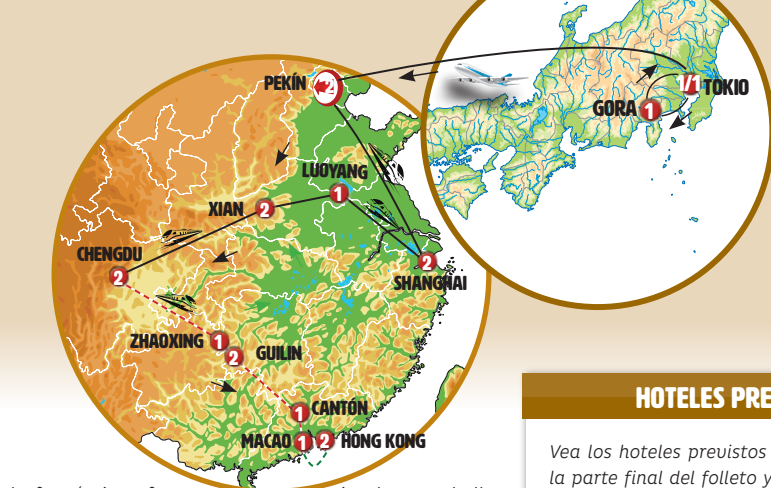 PEKÍN
2
1/1 TOKIO
GORA 1
LUOYANG
1
XIAN 2
CHENGDU
2
2
SHANGHAI
ZHAOXING 1
2 GUILIN
1 CANTÓN
MACAO 1 2 HONG KONG
HOTELES PRE
Vea los hoteles previstos
la parte final del folleto y